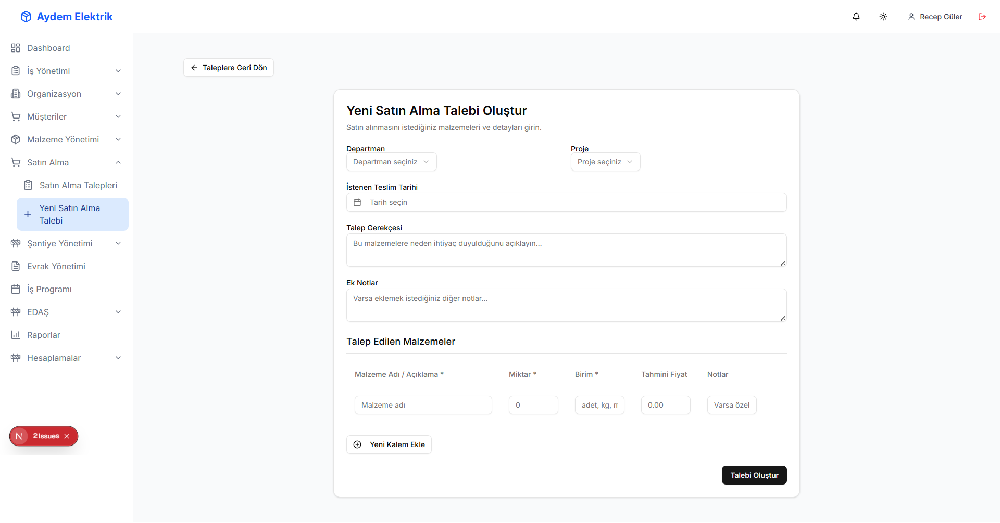 Aydem Elektrik
Recep Güler
Dashboard
İş Yönetimi
Organizasyon
Müşteriler
Malzeme Yönetimi
Satın Alma
Satın Alma Talepleri
Yeni Satın Alma
Talebi
Şantiye Yönetimi
Evrak Yönetimi
İş Programı
EDAŞ
Raporlar
Hesaplamalar
N 2 Issues
Taleplere Geri Dön
Yeni Satın Alma Talebi Oluştur
Satın alınmasını istediğiniz malzemeleri ve detayları girin.
Departman Proje
Departman seçiniz Proje seçiniz
İstenen Teslim Tarihi
Tarih seçin
Talep Gerekçesi
Bu malzemelere neden ihtiyaç duyulduğunu açıklayın...
Ek Notlar
Varsa eklemek istediğiniz diğer notlar...
Talep Edilen Malzemeler
Malzeme Adı / Açıklama * Miktar * Birim * Tahmini Fiyat Notlar
Malzeme adı 0 adet, kg, m 0.00 Varsa özel
Yeni Kalem Ekle
Talebi Oluştur